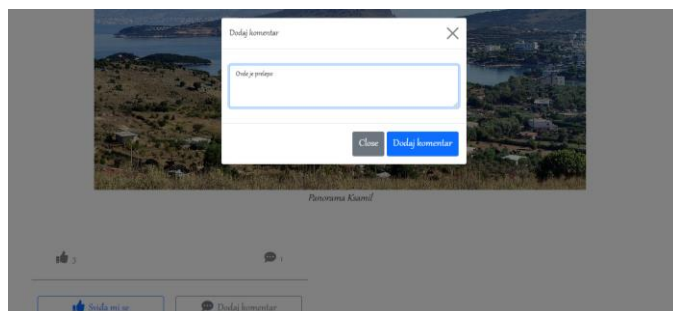 Dodaj komentar
Ovde je prelepo
Close Dodaj komentar
Panorama Ksamil
3 1
Sviđa mi se Dodaj komentar